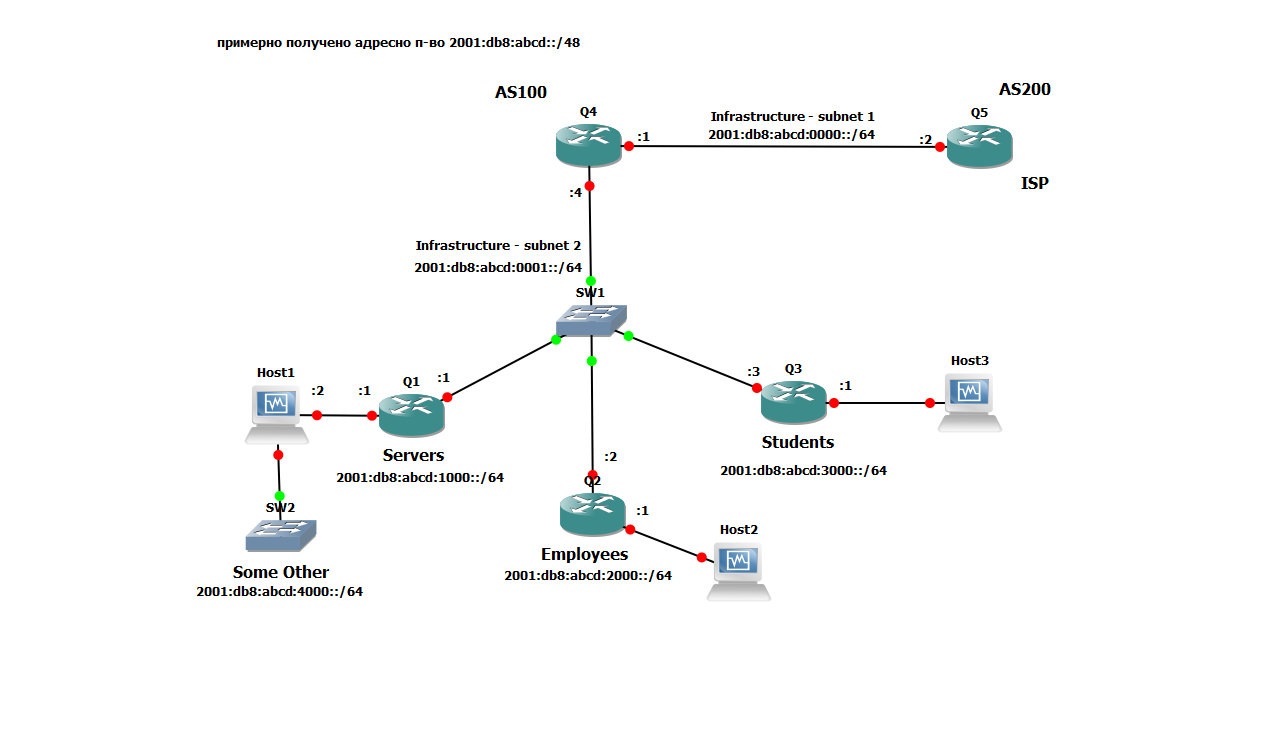 примерно получено адресно п-во 2001:db8:abcd::/48
AS100
AS200
Q4
Infrastructure - subnet 1
Q5
:1
2001:db8:abcd:0000::/64
:2
ISP
:4
Infrastructure - subnet 2
2001:db8:abcd:0001::/64
SW1
Host1
:2
:1
Q1
:1
:3
Q3
:1
Host3
Students
Servers
2001:db8:abcd:1000::/64
2001:db8:abcd:3000::/64
:2
Q2
:1
SW2
Host2
Employees
2001:db8:abcd:2000::/64
Some Other
2001:db8:abcd:4000::/64